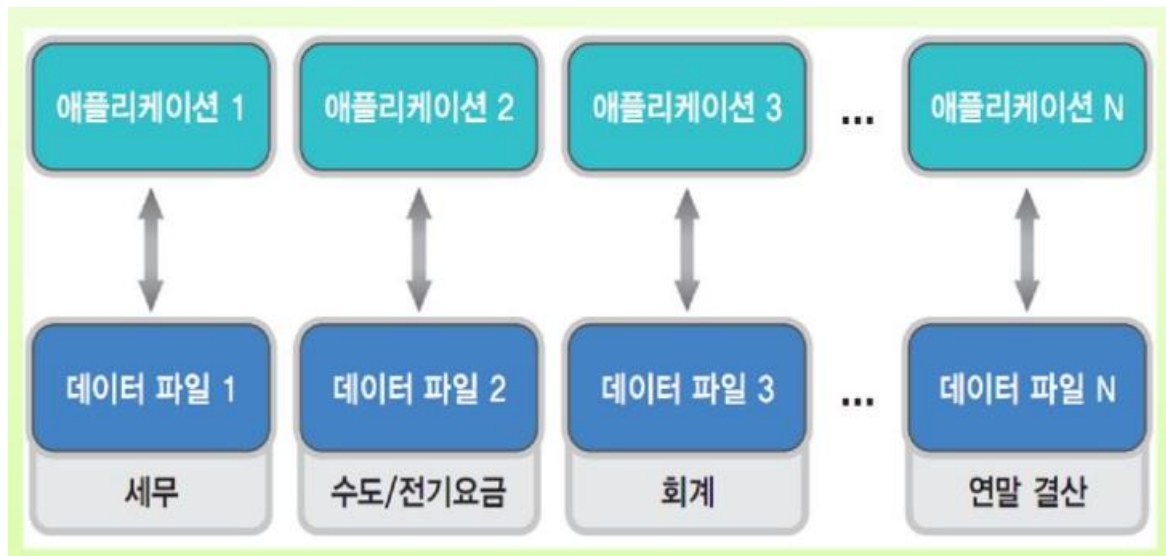 애플리케이션 1 애플리케이션 2 애플리케이션 3 ... 애플리케이션 N
데이터 파일 1 데이터 파일 2 데이터 파일 3 ... 데이터 파일 N
세무 수도/전기요금 회계 연말 결산